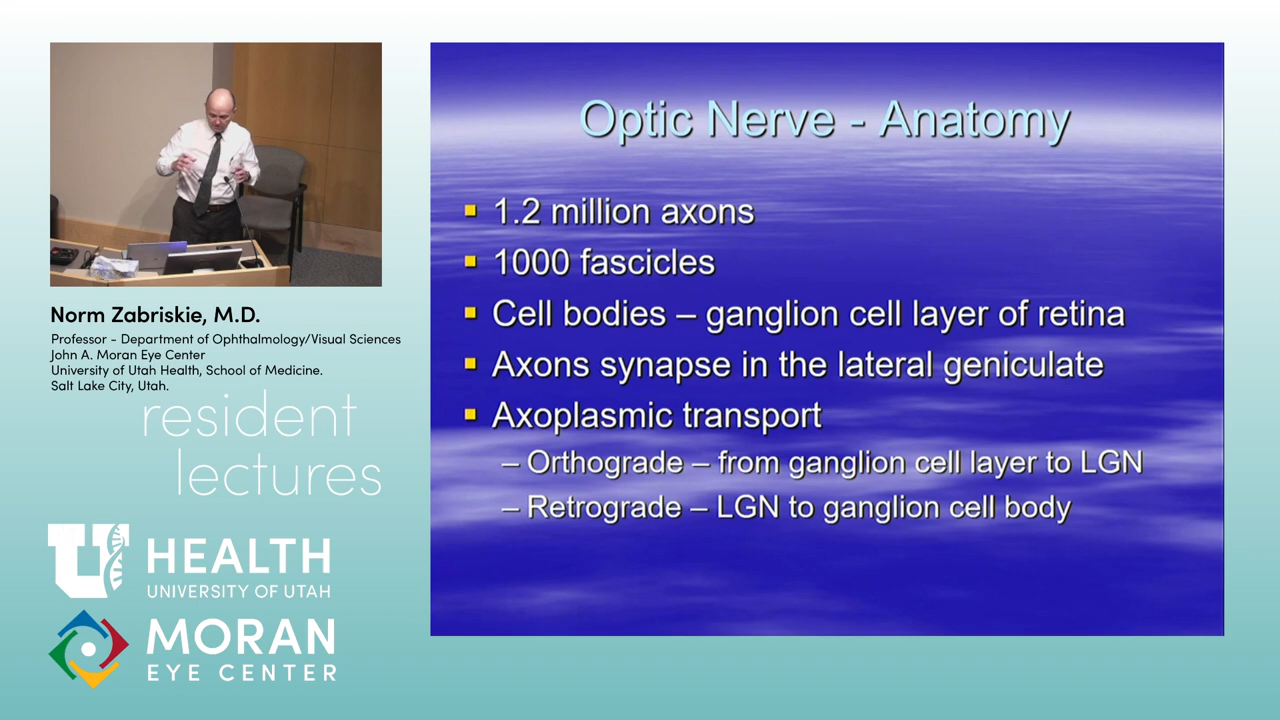 Norm Zabriskie, M.D.
Professor - Department of Ophthalmology/Visual Sciences
John A. Moran Eye Center
University of Utah Health, School of Medicine.
Salt Lake City, Utah.
resident
lectures
U HEALTH
UNIVERSITY OF UTAH
MORAN
EYE CENTER
Optic Nerve - Anatomy
▪ 1.2 million axons
▪ 1000 fascicles
▪ Cell bodies – ganglion cell layer of retina
▪ Axons synapse in the lateral geniculate
▪ Axoplasmic transport
– Orthograde – from ganglion cell layer to LGN
– Retrograde – LGN to ganglion cell body